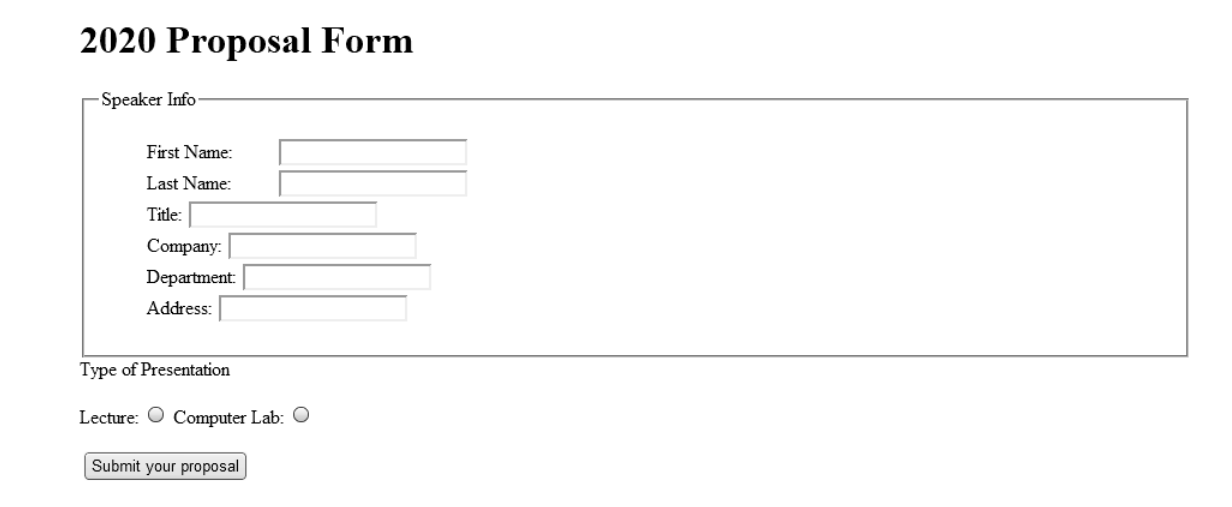 2020 Proposal Form
Speaker Info
First Name:
Last Name:
Title:
Company:
Department:
Address:
Type of Presentation
Lecture: Computer Lab:
Submit your proposal